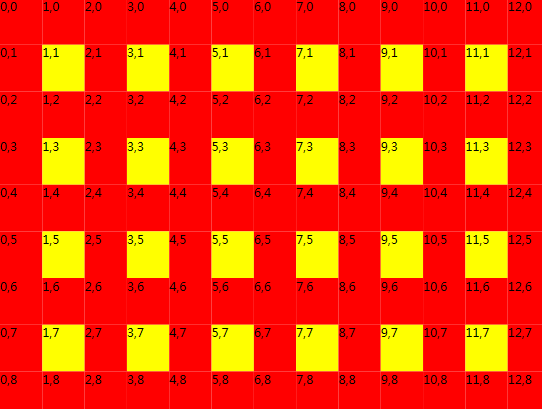 0,0 1,0 2,0 3,0 4,0 5,0 6,0 7,0 8,0 9,0 10,0 11,0 12,0
0,1 1,1 2,1 3,1 4,1 5,1 6,1 7,1 8,1 9,1 10,1 11,1 12,1
0,2 1,2 2,2 3,2 4,2 5,2 6,2 7,2 8,2 9,2 10,2 11,2 12,2
0,3 1,3 2,3 3,3 4,3 5,3 6,3 7,3 8,3 9,3 10,3 11,3 12,3
0,4 1,4 2,4 3,4 4,4 5,4 6,4 7,4 8,4 9,4 10,4 11,4 12,4
0,5 1,5 2,5 3,5 4,5 5,5 6,5 7,5 8,5 9,5 10,5 11,5 12,5
0,6 1,6 2,6 3,6 4,6 5,6 6,6 7,6 8,6 9,6 10,6 11,6 12,6
0,7 1,7 2,7 3,7 4,7 5,7 6,7 7,7 8,7 9,7 10,7 11,7 12,7
0,8 1,8 2,8 3,8 4,8 5,8 6,8 7,8 8,8 9,8 10,8 11,8 12,8